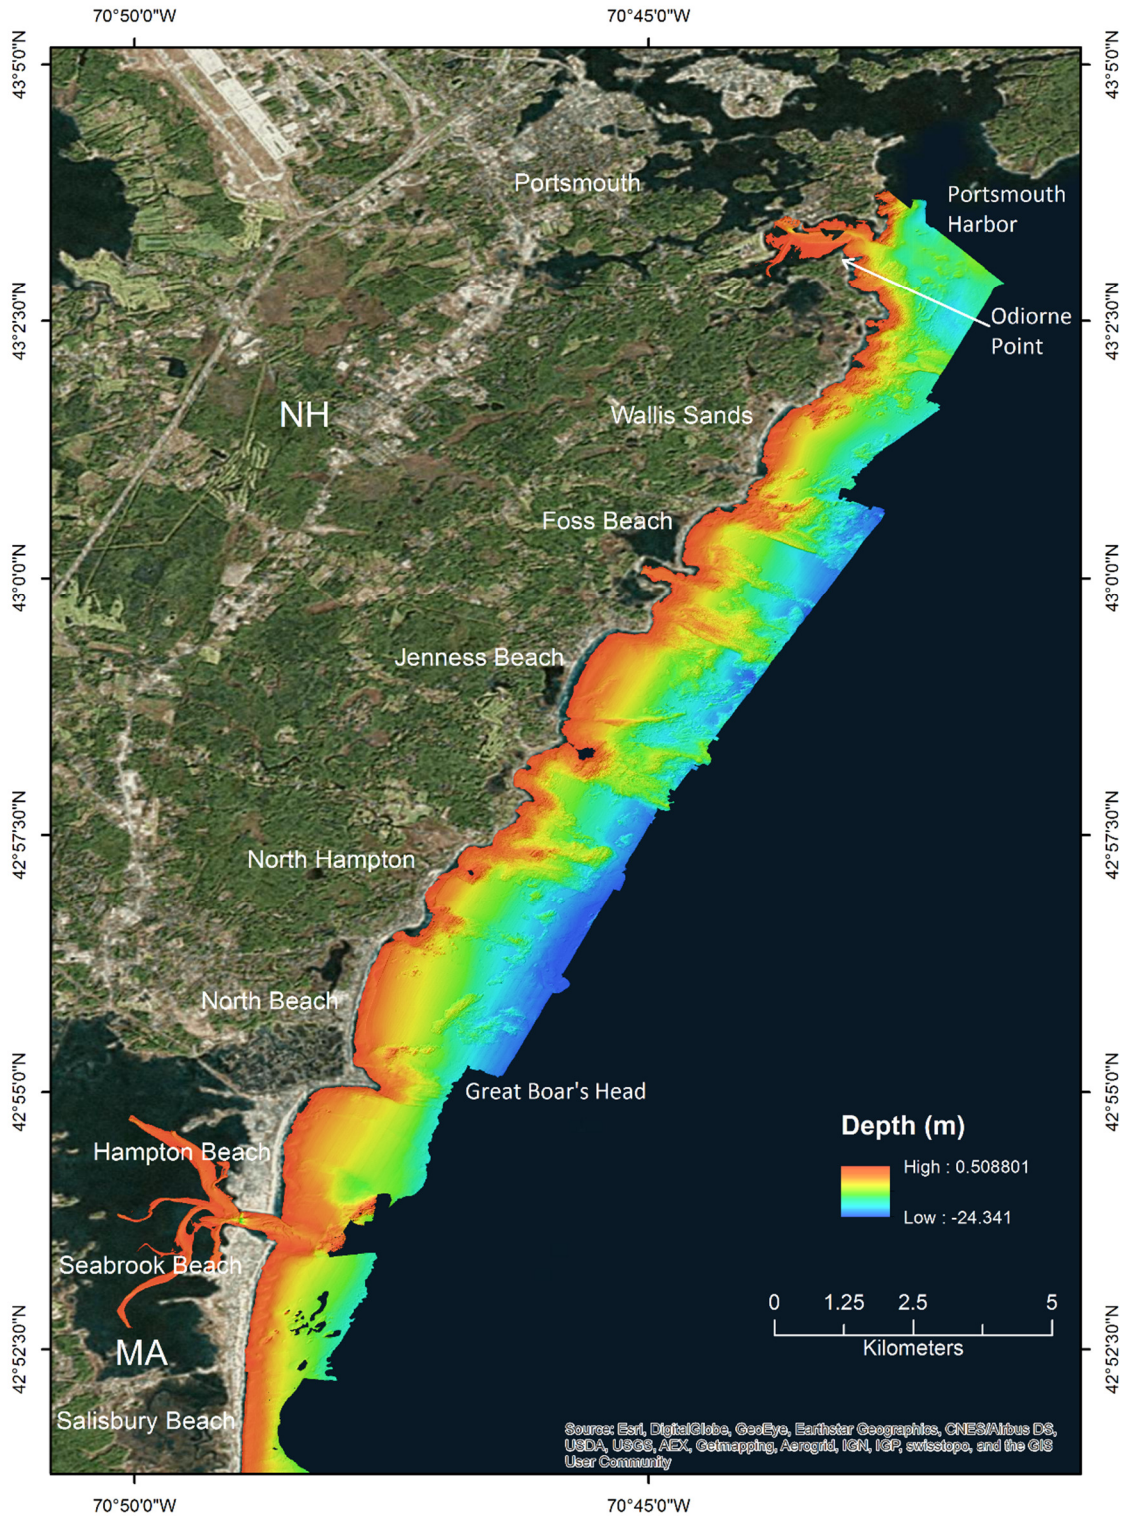 70°50'0"W
70°45'0"W
43°5'0"N
43°5'0"N
Portsmouth
Portsmouth
Harbor
43°2'30"N
43°2'30"N
Odiorne
Point
NH
Wallis Sands
Foss Beach
43°0'0"N
43°0'0"N
Jenness Beach
42°57'30"N
42°57'30"N
North Hampton
North Beach
42°55'0"N
42°55'0"N
Great Boar's Head
Depth (m)
High : 0.508801
Low : -24.341
Hampton Beach
Seabrook Beach
0 1.25 2.5 5
Kilometers
MA
42°52'30"N
42°52'30"N
Salisbury Beach
Source: Esri, DigitalGlobe, GeoEye, Earthstar Geographics, CNES/Airbus DS,
USDA, USGS, AEX, Getmapping, Aerogrid, IGN, IGP, swisstopo, and the GIS
User Community
70°50'0"W
70°45'0"W